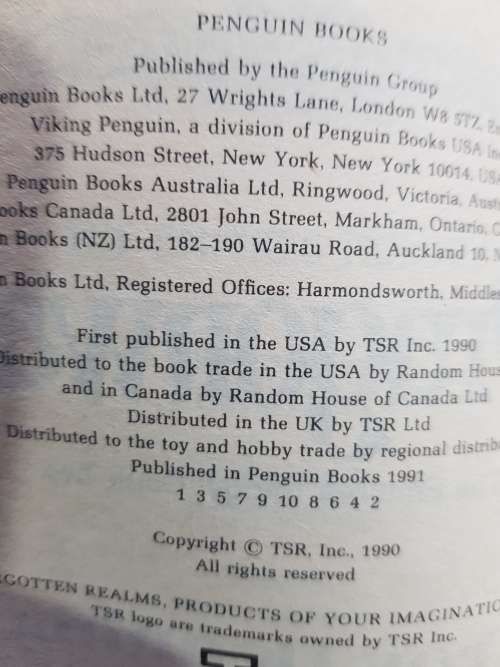 PENGUIN BOOKS
Published by the Penguin Group
enguin Books Ltd, 27 Wrights Lane, London W8 5TZ,
Viking Penguin, a division of Penguin Books USA
375 Hudson Street, New York, New York 10014,
Penguin Books Australia Ltd, Ringwood, Victoria,
ooks Canada Ltd, 2801 John Street, Markham, Ontario,
n Books (NZ) Ltd, 182–190 Wairau Road, Auckland 10,
n Books Ltd, Registered Offices: Harmondsworth, Middles
First published in the USA by TSR Inc. 1990
Distributed to the book trade in the USA by Random Hous
and in Canada by Random House of Canada Ltd
Distributed in the UK by TSR Ltd
Distributed to the toy and hobby trade by regional distribu
Published in Penguin Books 1991
1 3 5 7 9 10 8 6 4 2
Copyright © TSR, Inc., 1990
All rights reserved
GOTTEN REALMS, PRODUCTS OF YOUR IMAGINATIO
TSR logo are trademarks owned by TSR Inc.